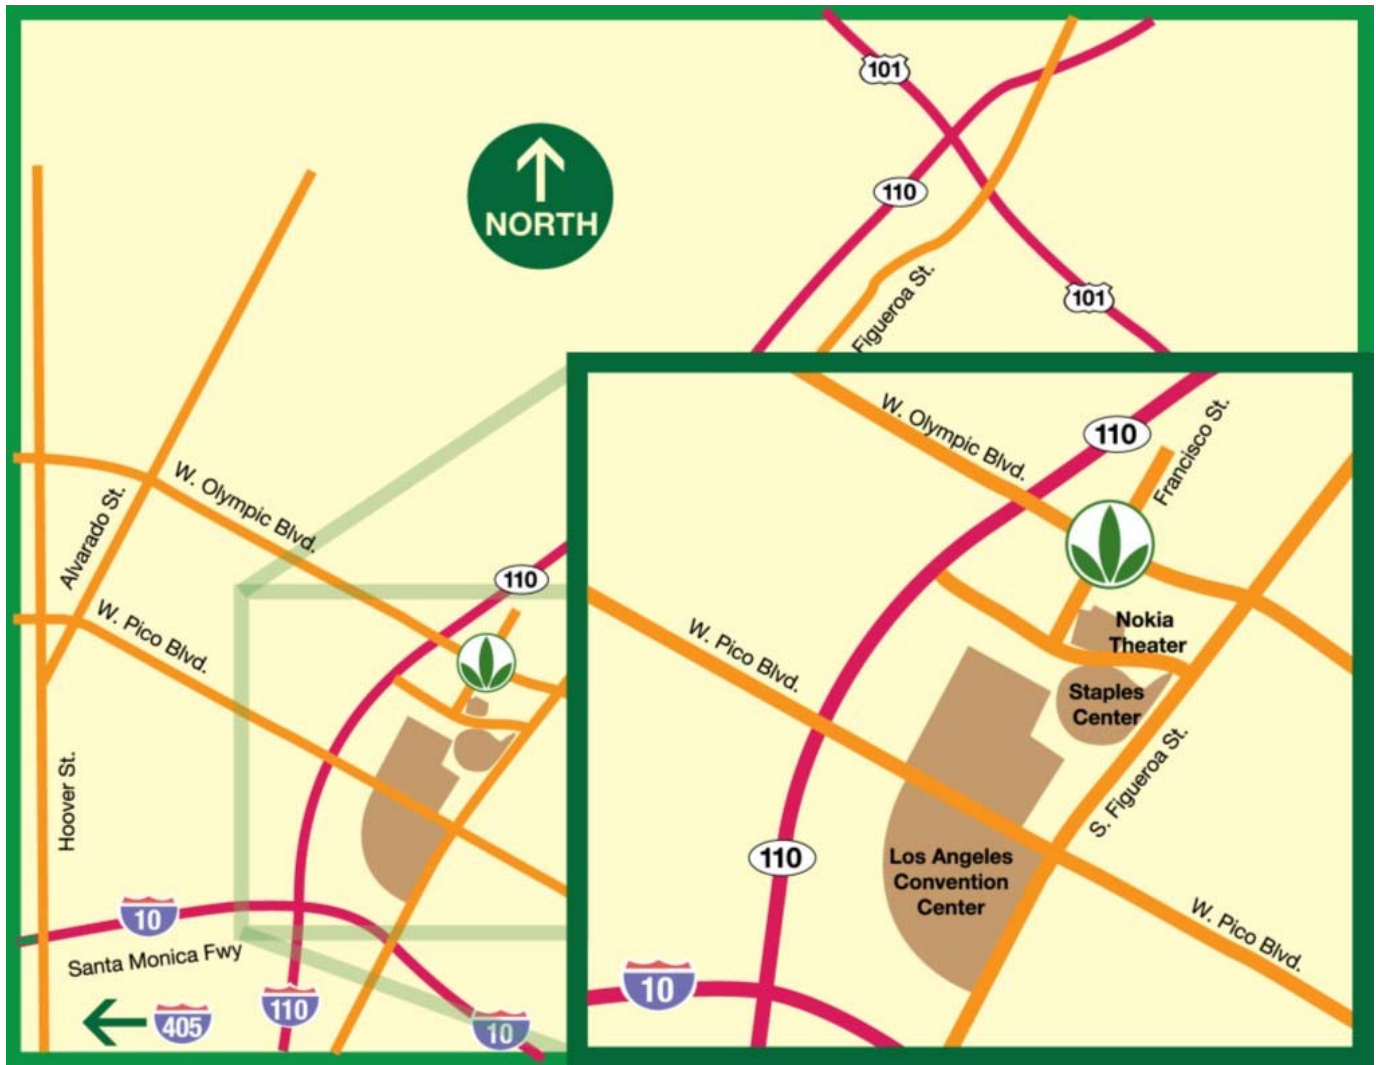 101
110
NORTH
Figueroa St.
101
W. Olympic Blvd.
Alvarado St.
110
W. Pico Blvd.
Hoover St.
10
Santa Monica Fwy
405
110
10
W. Olympic Blvd.
110
Francisco St.
Nokia
Theater
W. Pico Blvd.
Staples
Center
S. Figueroa St.
110
Los Angeles
Convention
Center
W. Pico Blvd.
10